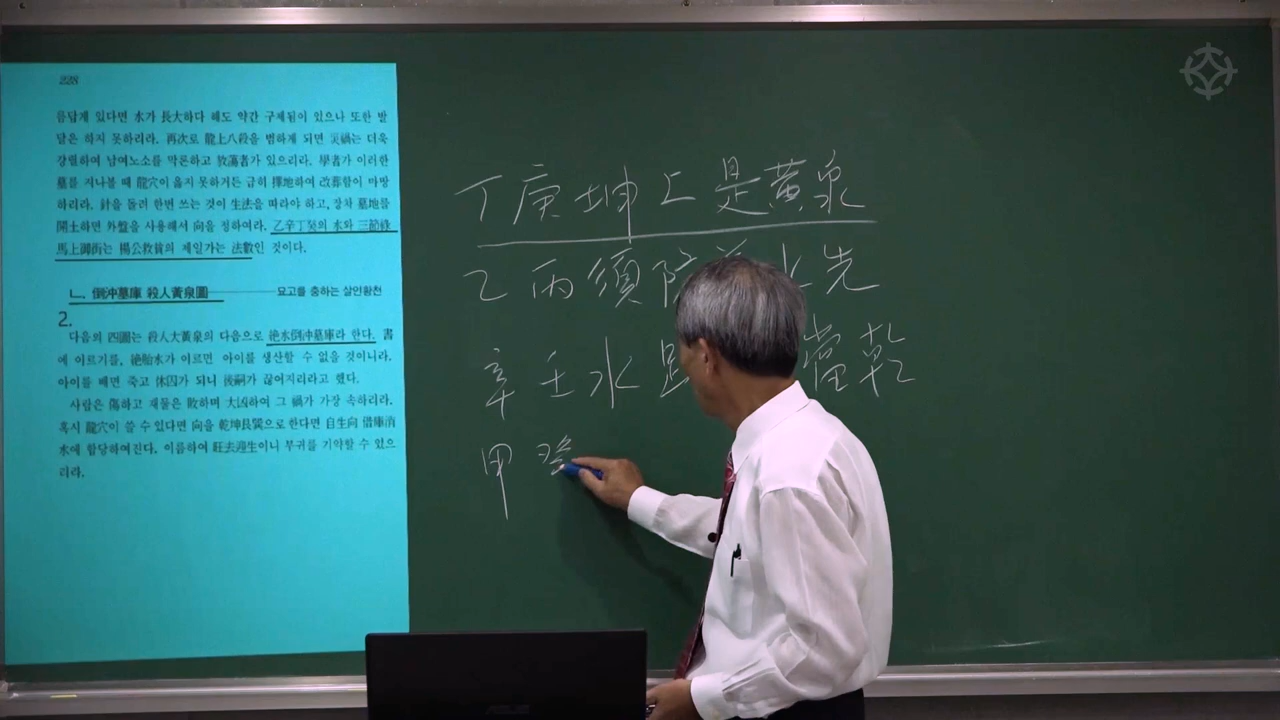 228
름답게 있다면 水가 長大하다 해도 약간 구제됨이 있으나 또한 발
달은 하지 못하리라. 再次로 龍上八殺을 범하게 되면 災禍는 더욱
강렬하여 남여노소를 막론하고 敎蕩者가 있으리라. 學者가 이러한
墓를 지나볼 때 龍穴이 옳지 못하거든 급히 擇地하여 改葬함이 마땅
하리라. 針을 돌려 한번 쓰는 것이 生法을 따라야 하고, 장차 墓地를
開土하면 外盤을 사용해서 向을 정하여라. 乙辛丁癸의 水와 三節祿
馬上御街는 楊公救貧의 제일가는 法數인 것이다.
ㄴ. 倒冲墓庫 殺人黃泉圖 묘고를 충하는 살인황천
2.
다음의 四圖는 殺人大黃泉의 다음으로 絶水倒冲墓庫라 한다. 書
에 이르기를, 絶胎水가 이르면 아이를 생산할 수 없을 것이니라.
아이를 배면 죽고 休囚가 되니 後嗣가 끊어지리라고 했다.
사람은 傷하고 재물은 敗하며 大凶하여 그 禍가 가장 속하리라.
혹시 龍穴이 쓸 수 있다면 向을 乾坤艮巽으로 한다면 自生向 借庫消
水에 합당하여진다. 이름하여 旺去迎生이니 부귀를 기약할 수 있으
리라.
丁庚坤上是黃泉
乙丙須防 水先
辛壬水 當乾
甲癸